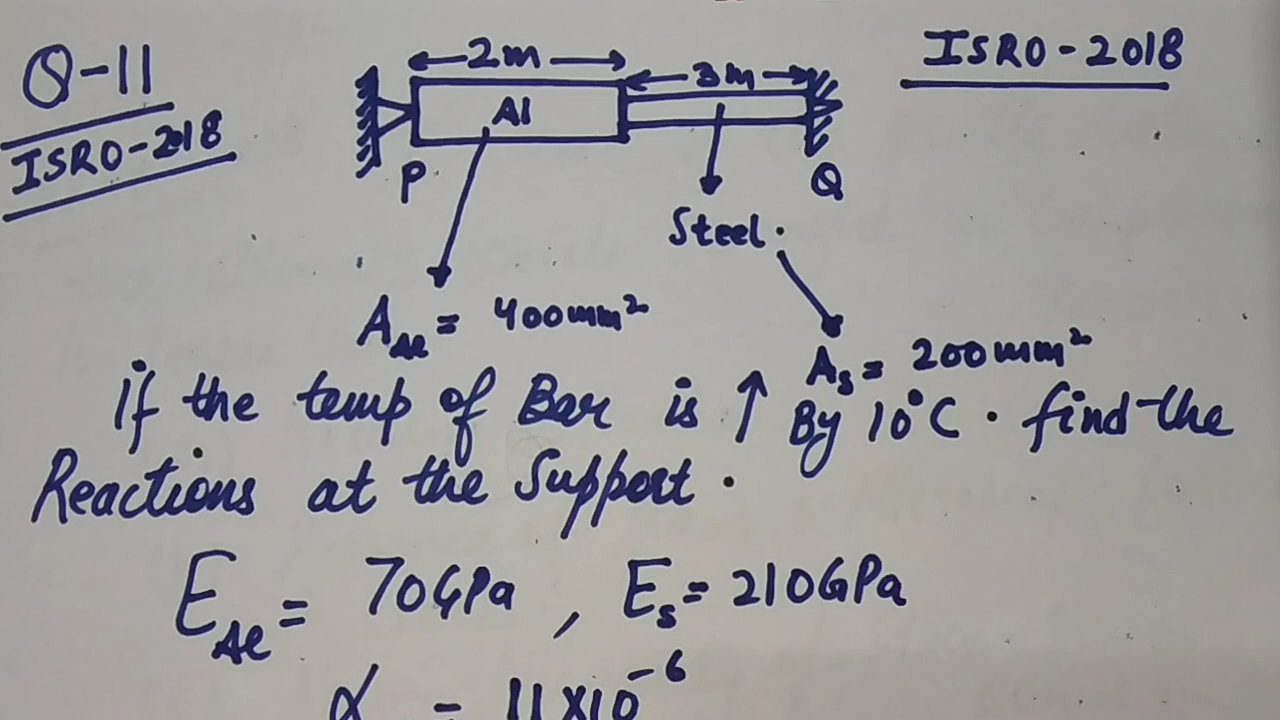 Q-11
ISRO-2018
ISRO-2018
2m
3m
Al
P
Q
Steel.
A_Al = 400mm²
A_s = 200mm²
if the temp of Bar is ↑ By 10°C. find the
Reactions at the Support.
E_Al = 70GPa, E_s = 210GPa
α = 11×10⁻⁶